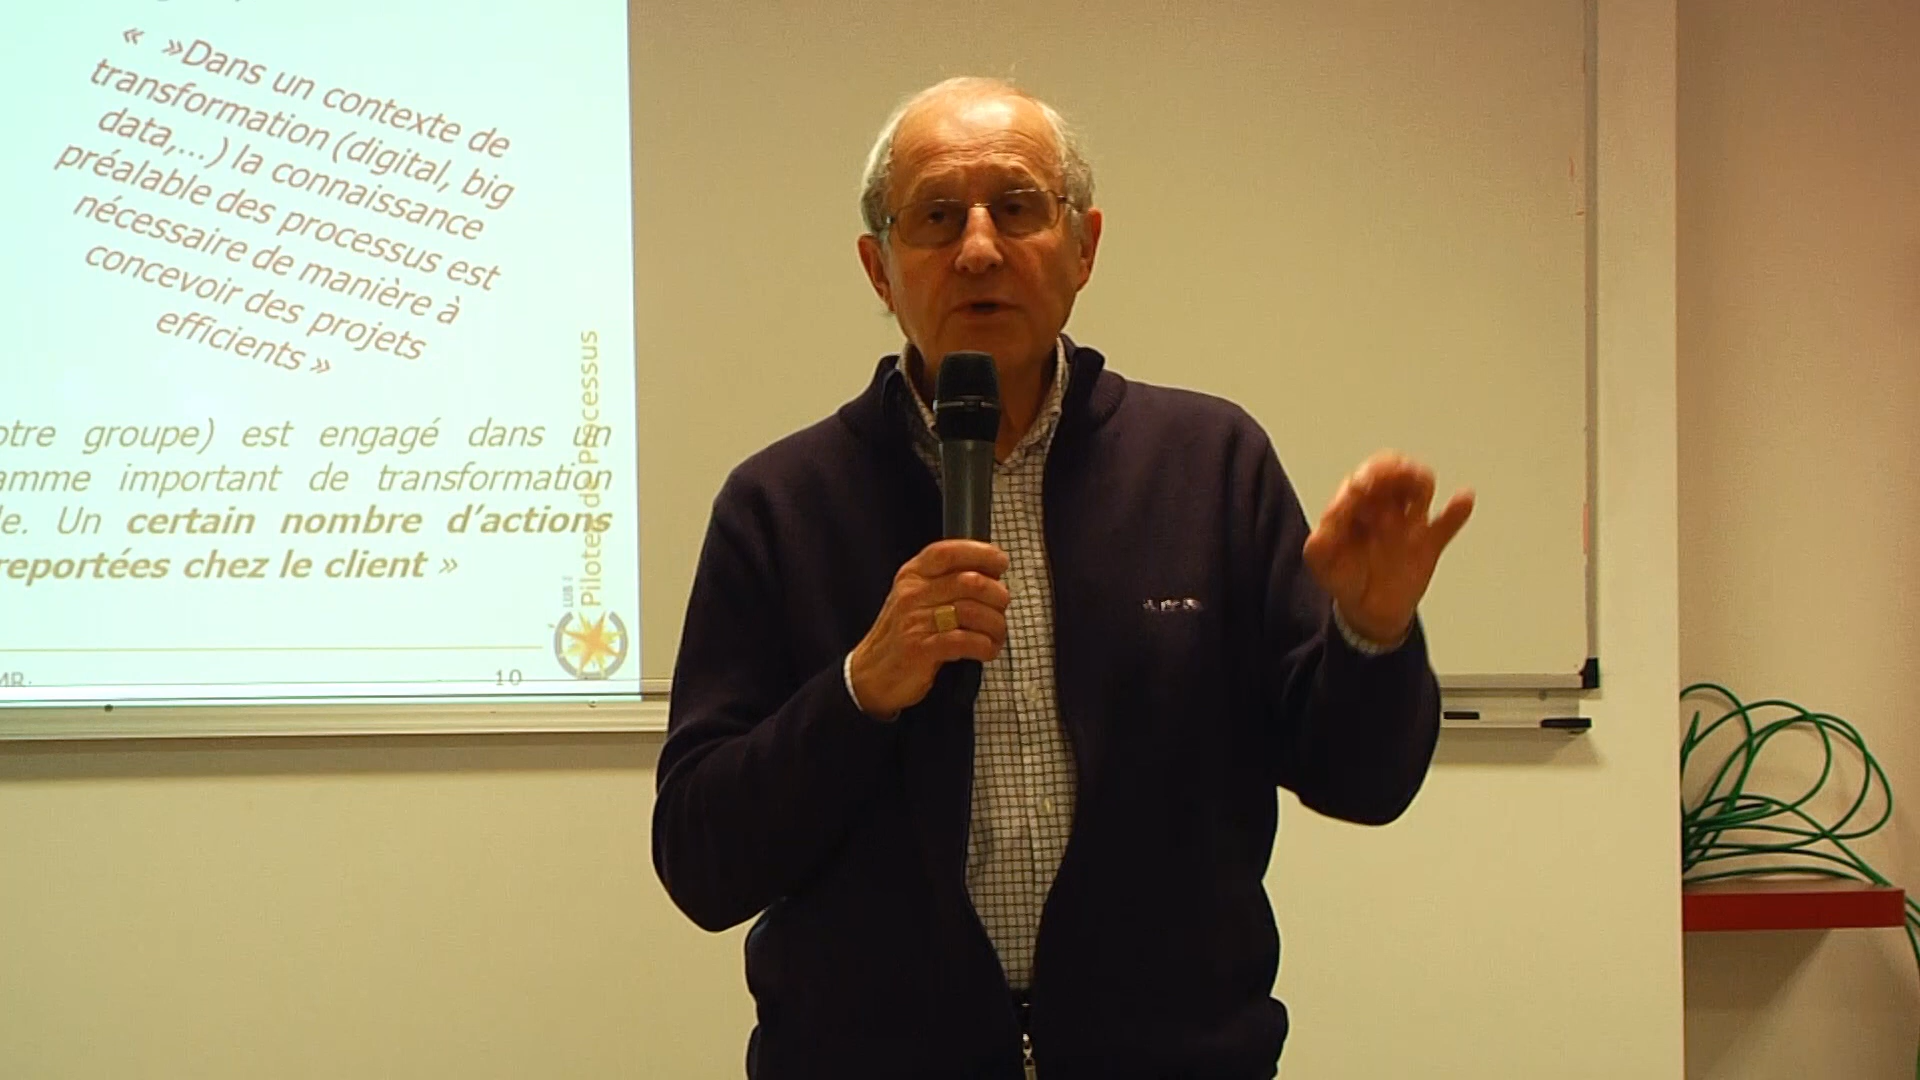 « »Dans un contexte de
transformation (digital, big
data,...) la connaissance
préalable des processus est
nécessaire de manière à
concevoir des projets
efficients »
otre groupe) est engagé dans un
amme important de transformation
le. Un certain nombre d'actions
reportées chez le client »
Pilotes de Processus
MR.
10